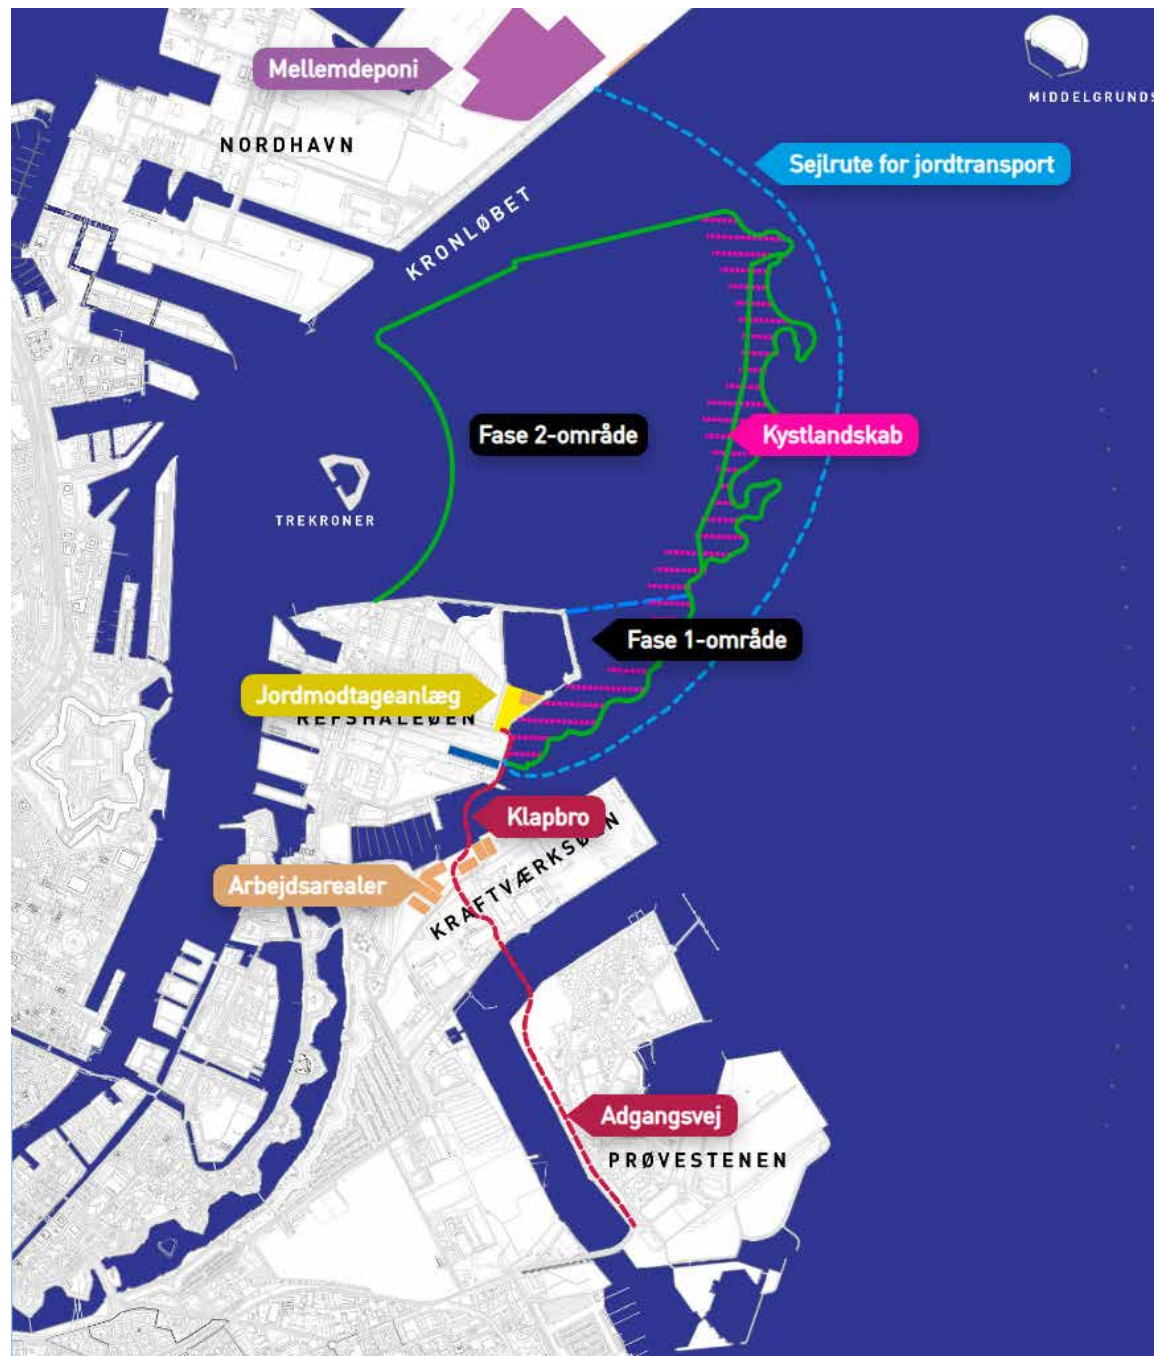 Mellemdeponi
MIDDELGRUNDS
NORDHAVN
Sejlrute for jordtransport
KRONLØBET
Fase 2-område
Kystlandskab
TREKRONER
Fase 1-område
Jordmodtageanlæg
REFSHALEØEN
Klapbro
Arbejdsarealer
KRAFTVÆRKSØEN
Adgangsvej
PRØVESTENEN